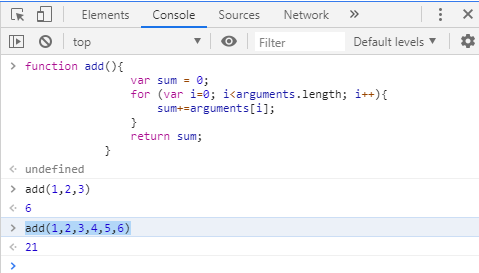 Elements Console Sources Network »
top Filter Default levels
> function add(){
var sum = 0;
for (var i=0; i<arguments.length; i++){
sum+=arguments[i];
}
return sum;
}
undefined
> add(1,2,3)
6
> add(1,2,3,4,5,6)
21
>